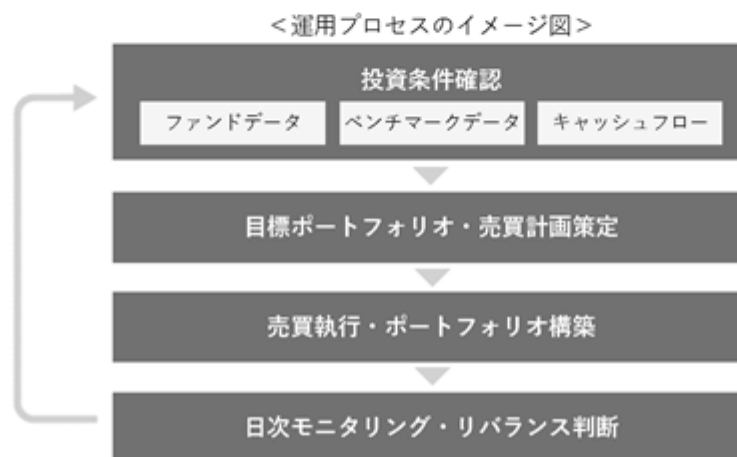 ＜運用プロセスのイメージ図＞
投資条件確認
ファンドデータ
ベンチマークデータ
キャッシュフロー
目標ポートフォリオ・売買計画策定
売買執行・ポートフォリオ構築
日次モニタリング・リバランス判断